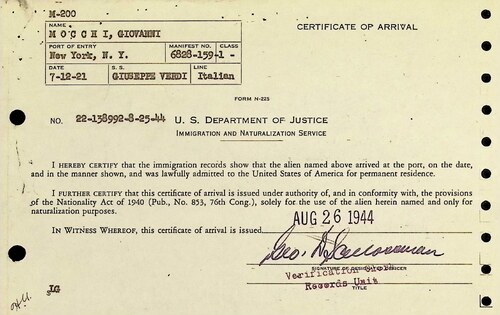 M-200
CERTIFICATE OF ARRIVAL
NAME
M O C C H I, GIOVANNI
PORT OF ENTRY MANIFEST NO. CLASS
New York, N. Y. 6828-159-1 -
DATE S. S. LINE
7-12-21 GIUSEPPE VERDI Italian
FORM N-225
NO. 22-138992-8-25-44 U. S. DEPARTMENT OF JUSTICE
IMMIGRATION AND NATURALIZATION SERVICE
I HEREBY CERTIFY that the immigration records show that the alien named above arrived at the port, on the date,
and in the manner shown, and was lawfully admitted to the United States of America for permanent residence.
I FURTHER CERTIFY that this certificate of arrival is issued under authority of, and in conformity with, the provisions
of the Nationality Act of 1940 (Pub., No. 853, 76th Cong.), solely for the use of the alien herein named and only for
naturalization purposes.
AUG 26 1944
IN WITNESS WHEREOF, this certificate of arrival is issued
Geo.
SIGNATURE OF DESIGNATED OFFICER
Verification
Records Unit
TITLE
IG